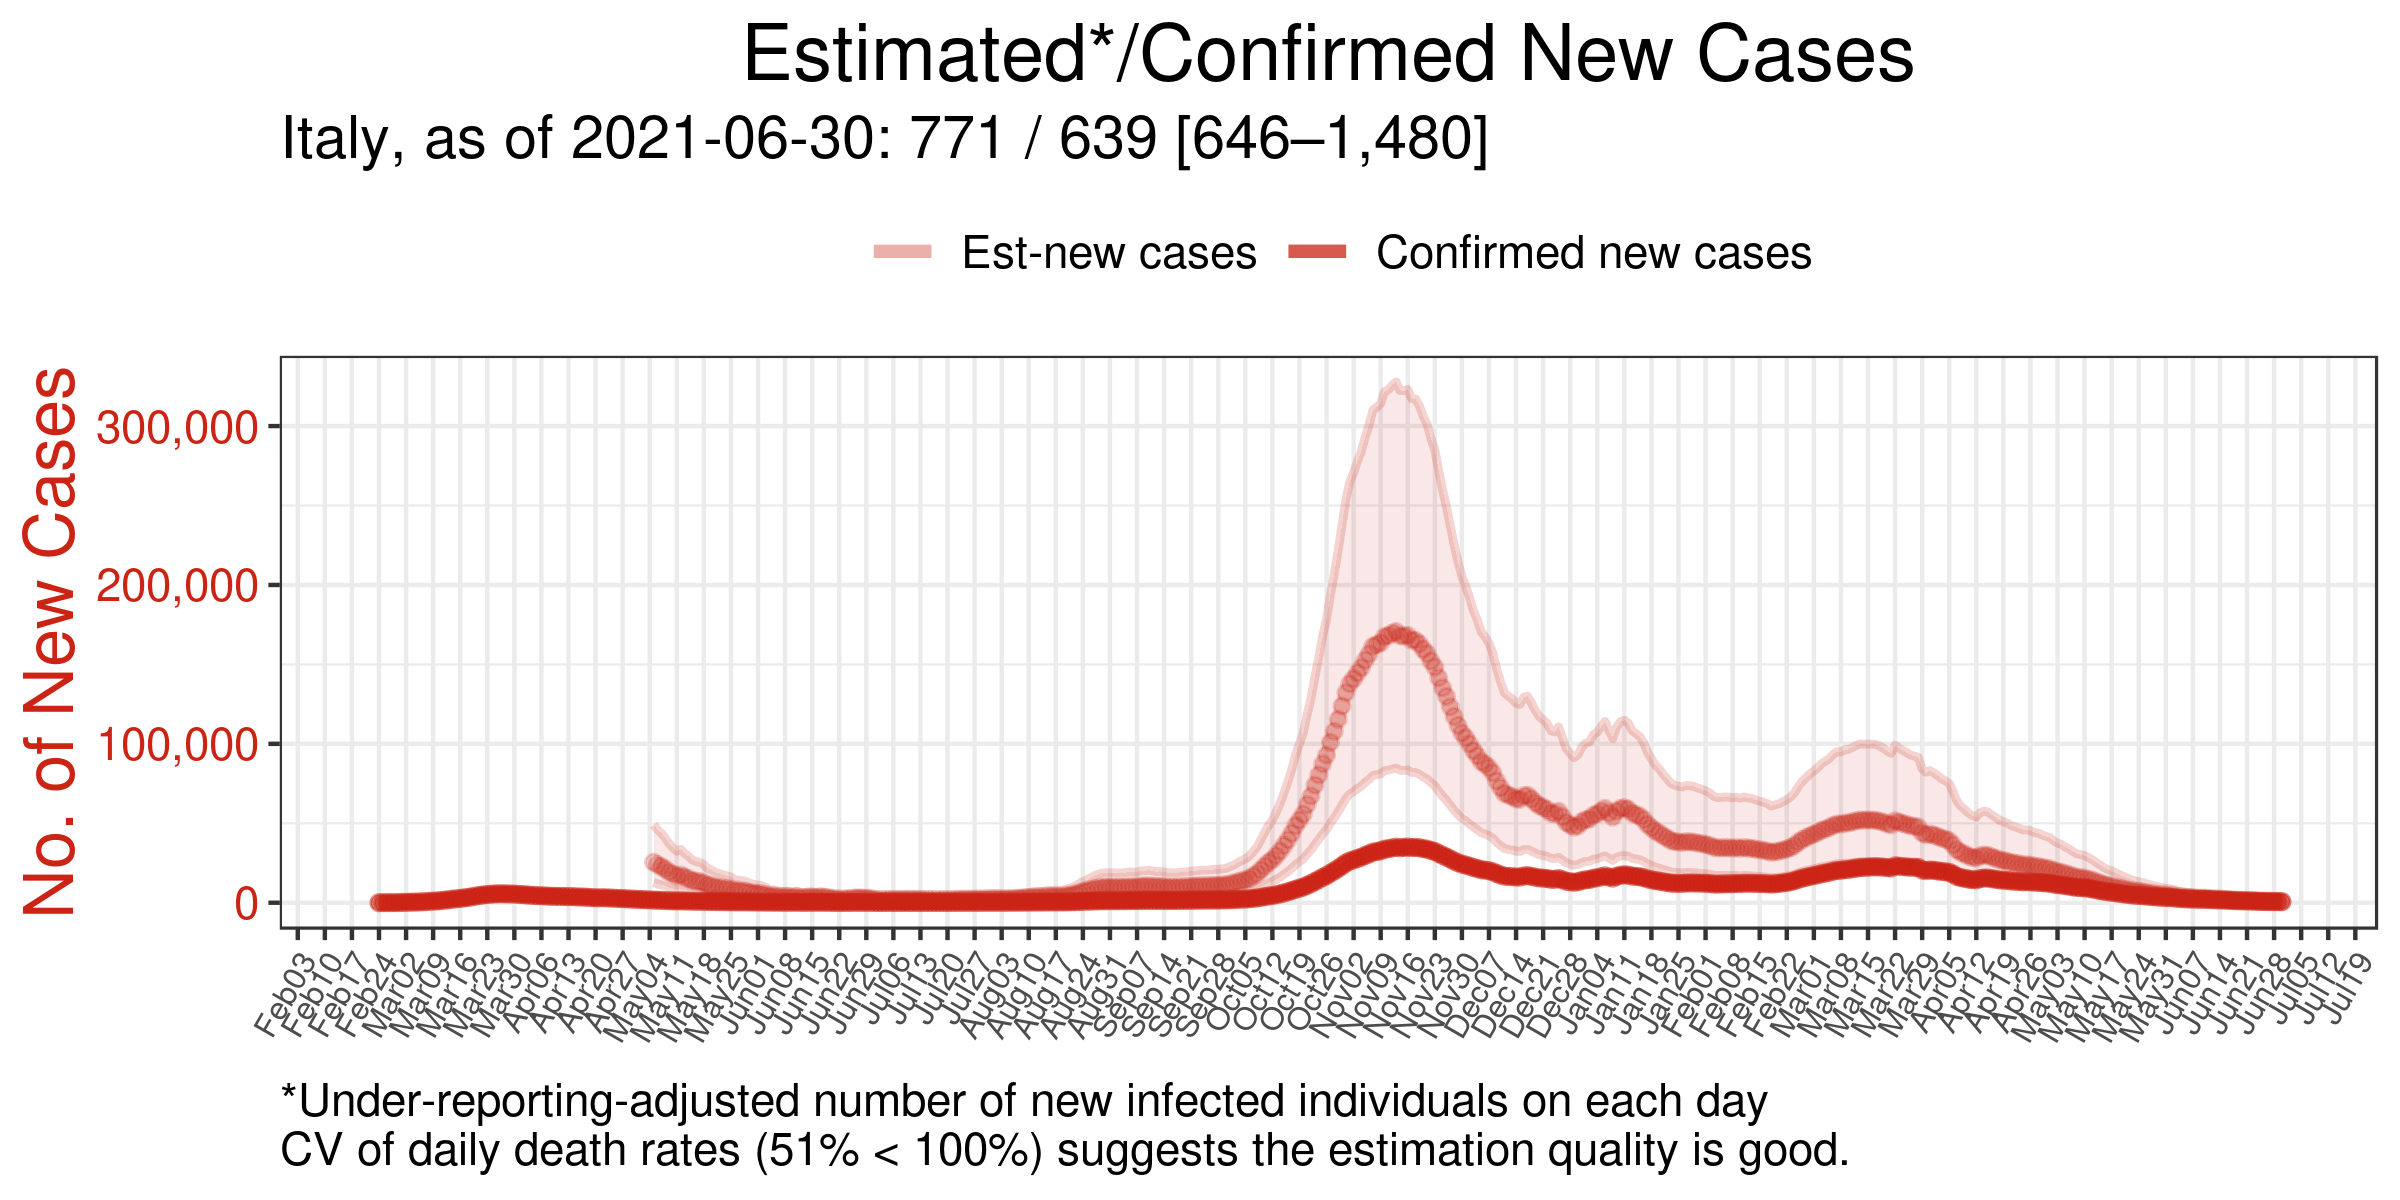 Estimated*/Confirmed New Cases
Italy, as of 2021-06-30: 771 / 639 [646–1,480]
Est-new cases
Confirmed new cases
No. of New Cases
300,000
200,000
100,000
0
Feb03
Feb10
Feb17
Feb24
Mar02
Mar09
Mar16
Mar23
Mar30
Apr06
Apr13
Apr20
Apr27
May04
May11
May18
May25
Jun01
Jun08
Jun15
Jun22
Jun29
Jul06
Jul13
Jul20
Jul27
Aug03
Aug10
Aug17
Aug24
Aug31
Sep07
Sep14
Sep21
Sep28
Oct05
Oct12
Oct19
Oct26
Nov02
Nov09
Nov16
Nov23
Nov30
Dec07
Dec14
Dec21
Dec28
Jan04
Jan11
Jan18
Jan25
Feb01
Feb08
Feb15
Feb22
Mar01
Mar08
Mar15
Mar22
Mar29
Apr05
Apr12
Apr19
Apr26
May03
May10
May17
May24
May31
Jun07
Jun14
Jun21
Jun28
Jul05
Jul12
Jul19
*Under-reporting-adjusted number of new infected individuals on each day
CV of daily death rates (51% < 100%) suggests the estimation quality is good.